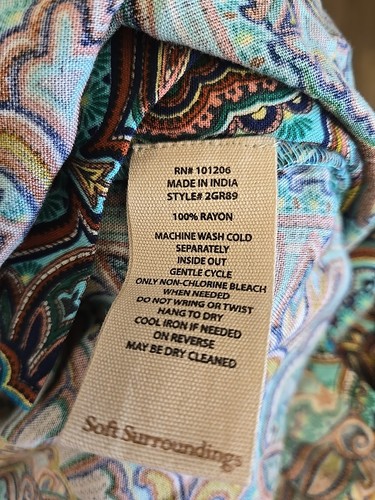 RN# 101206
MADE IN INDIA
STYLE# 2GR89
100% RAYON
MACHINE WASH COLD
SEPARATELY
INSIDE OUT
GENTLE CYCLE
ONLY NON-CHLORINE BLEACH
WHEN NEEDED
DO NOT WRING OR TWIST
HANG TO DRY
COOL IRON IF NEEDED
ON REVERSE
MAY BE DRY CLEANED
Soft Surroundings